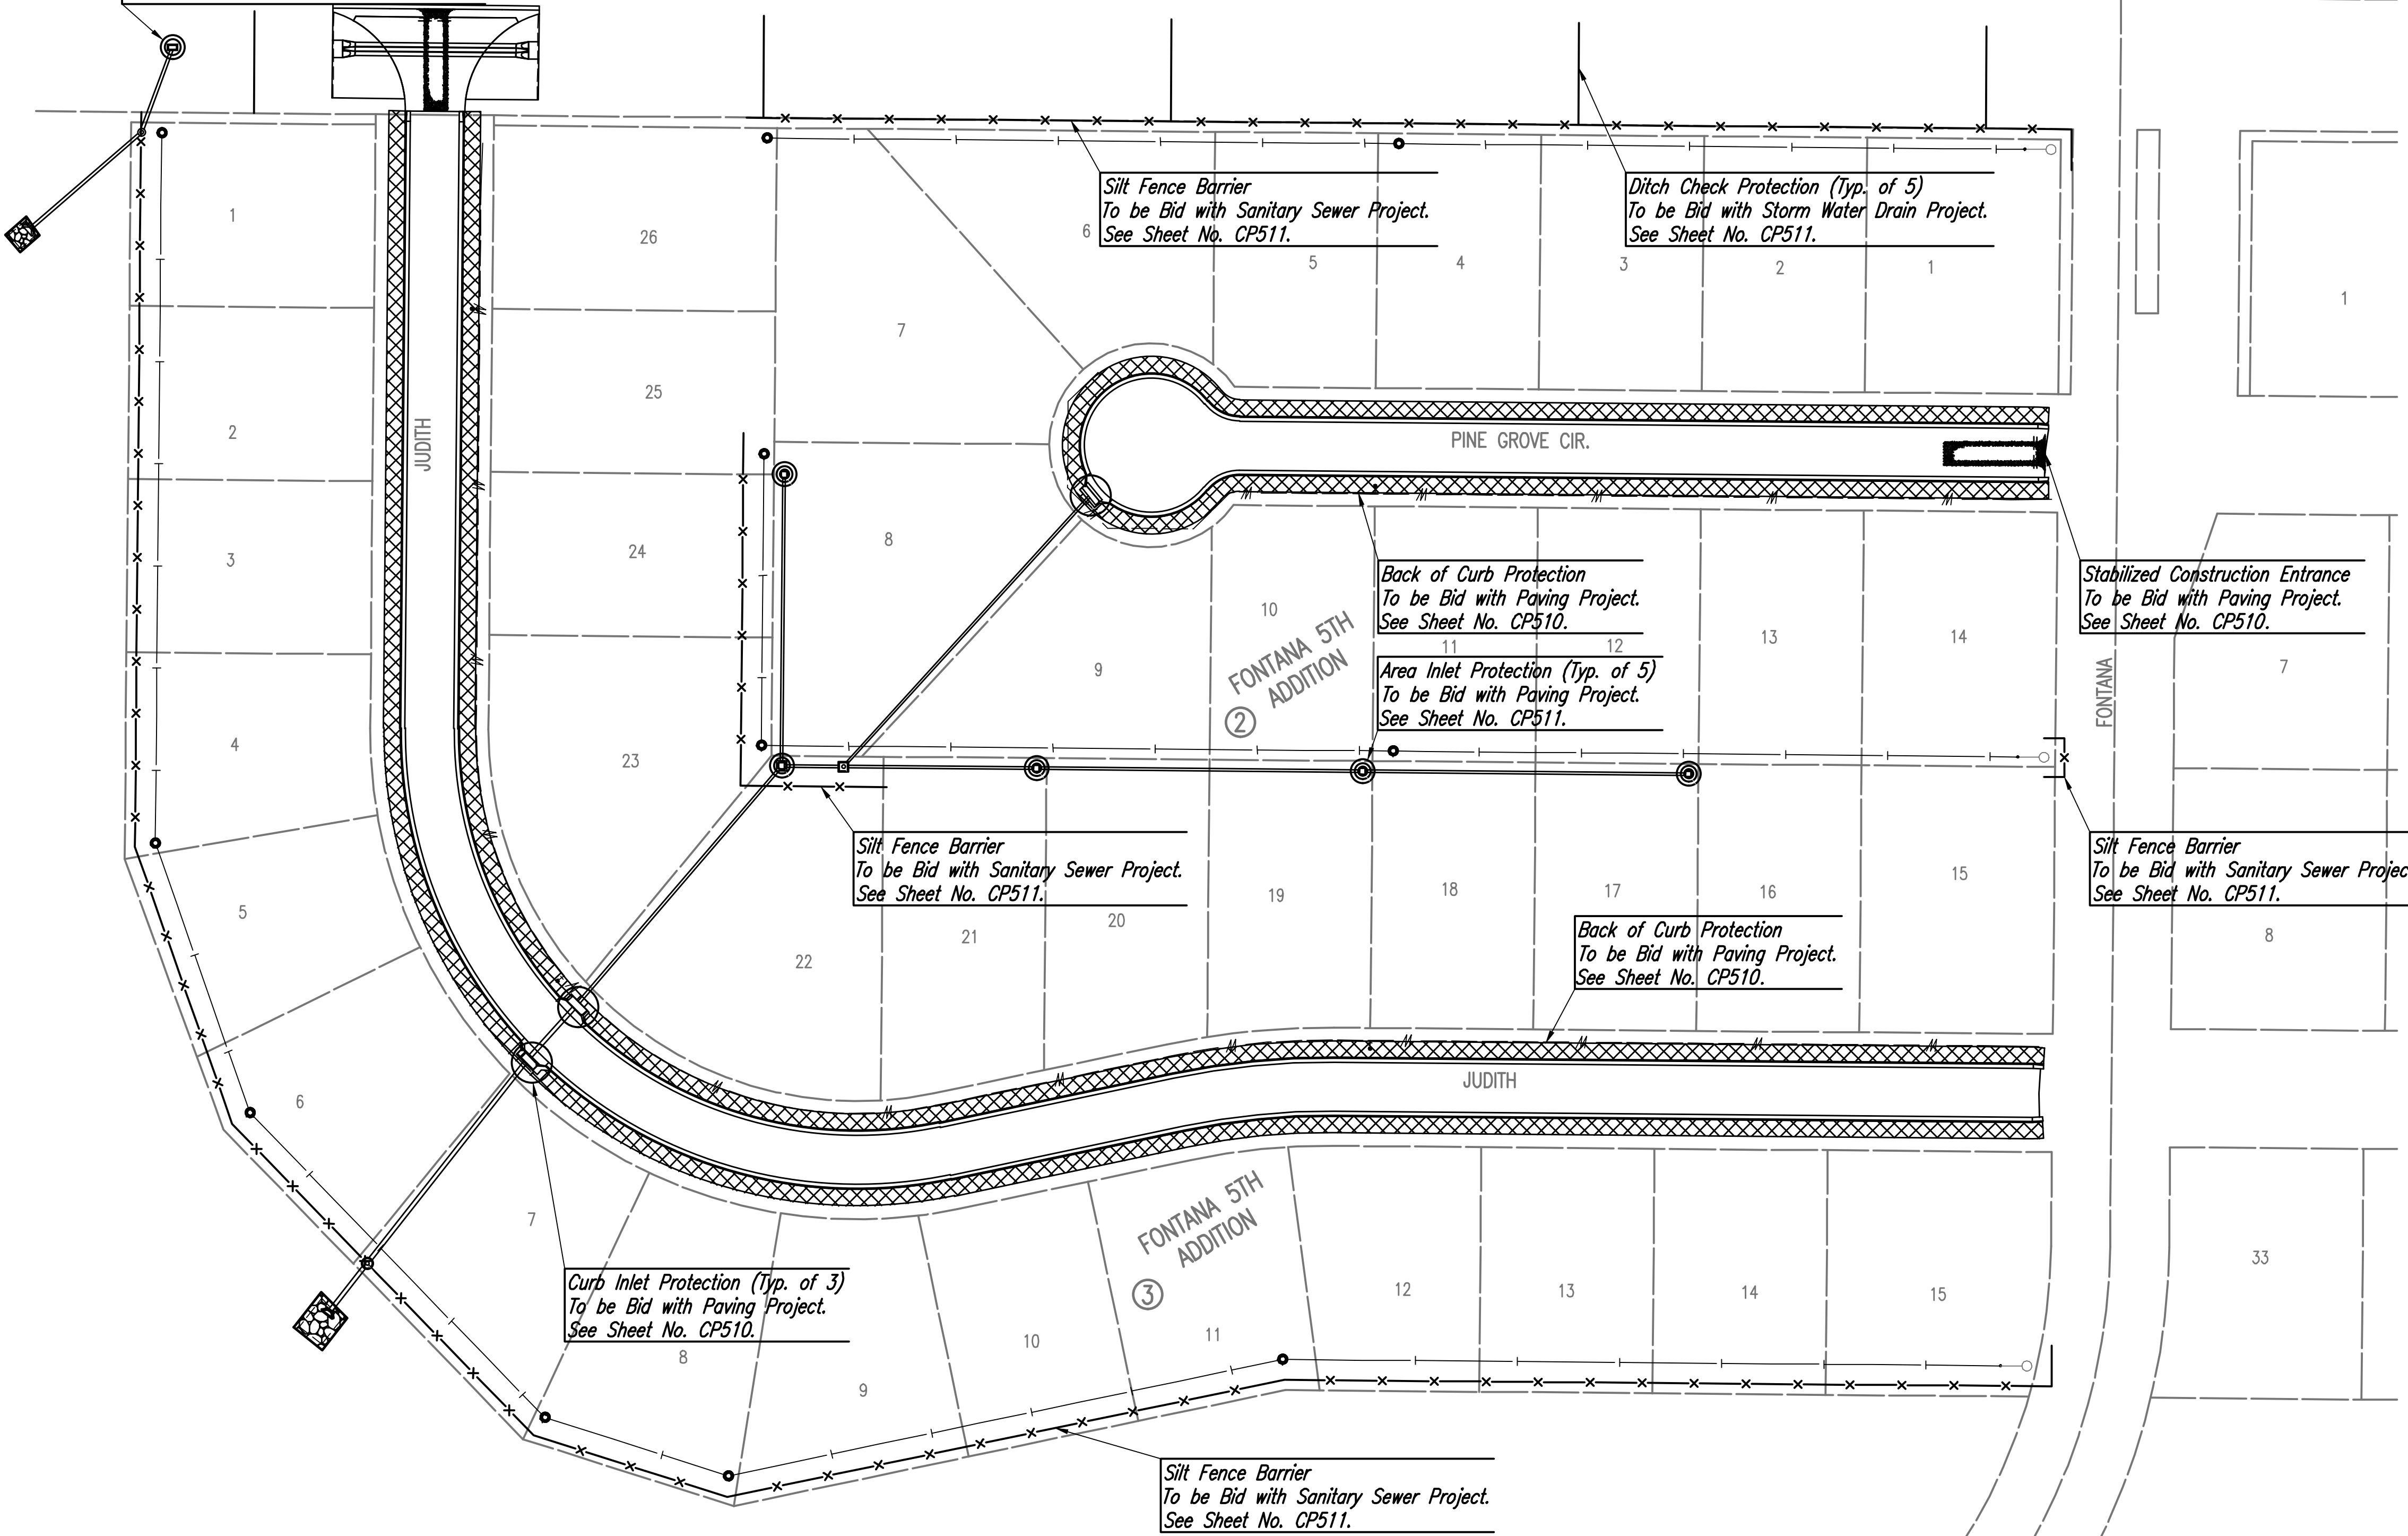 Silt Fence Barrier
To be Bid with Sanitary Sewer Project.
See Sheet No. CP511.
Ditch Check Protection (Typ. of 5)
To be Bid with Storm Water Drain Project.
See Sheet No. CP511.
1
26
6
5
4
3
2
1
1
7
25
2
JUDITH
PINE GROVE CIR.
24
3
8
Back of Curb Protection
To be Bid with Paving Project.
See Sheet No. CP510.
Stabilized Construction Entrance
To be Bid with Paving Project.
See Sheet No. CP510.
10
11
12
13
14
9
FONTANA 5TH
ADDITION
2
Area Inlet Protection (Typ. of 5)
To be Bid with Paving Project.
See Sheet No. CP511.
FONTANA
7
4
23
Silt Fence Barrier
To be Bid with Sanitary Sewer Project.
See Sheet No. CP511.
Silt Fence Barrier
To be Bid with Sanitary Sewer Projec
See Sheet No. CP511.
5
22
21
20
19
18
17
16
15
8
Back of Curb Protection
To be Bid with Paving Project.
See Sheet No. CP510.
6
JUDITH
7
FONTANA 5TH
ADDITION
3
Curb Inlet Protection (Typ. of 3)
To be Bid with Paving Project.
See Sheet No. CP510.
8
9
10
11
12
13
14
15
33
Silt Fence Barrier
To be Bid with Sanitary Sewer Project.
See Sheet No. CP511.